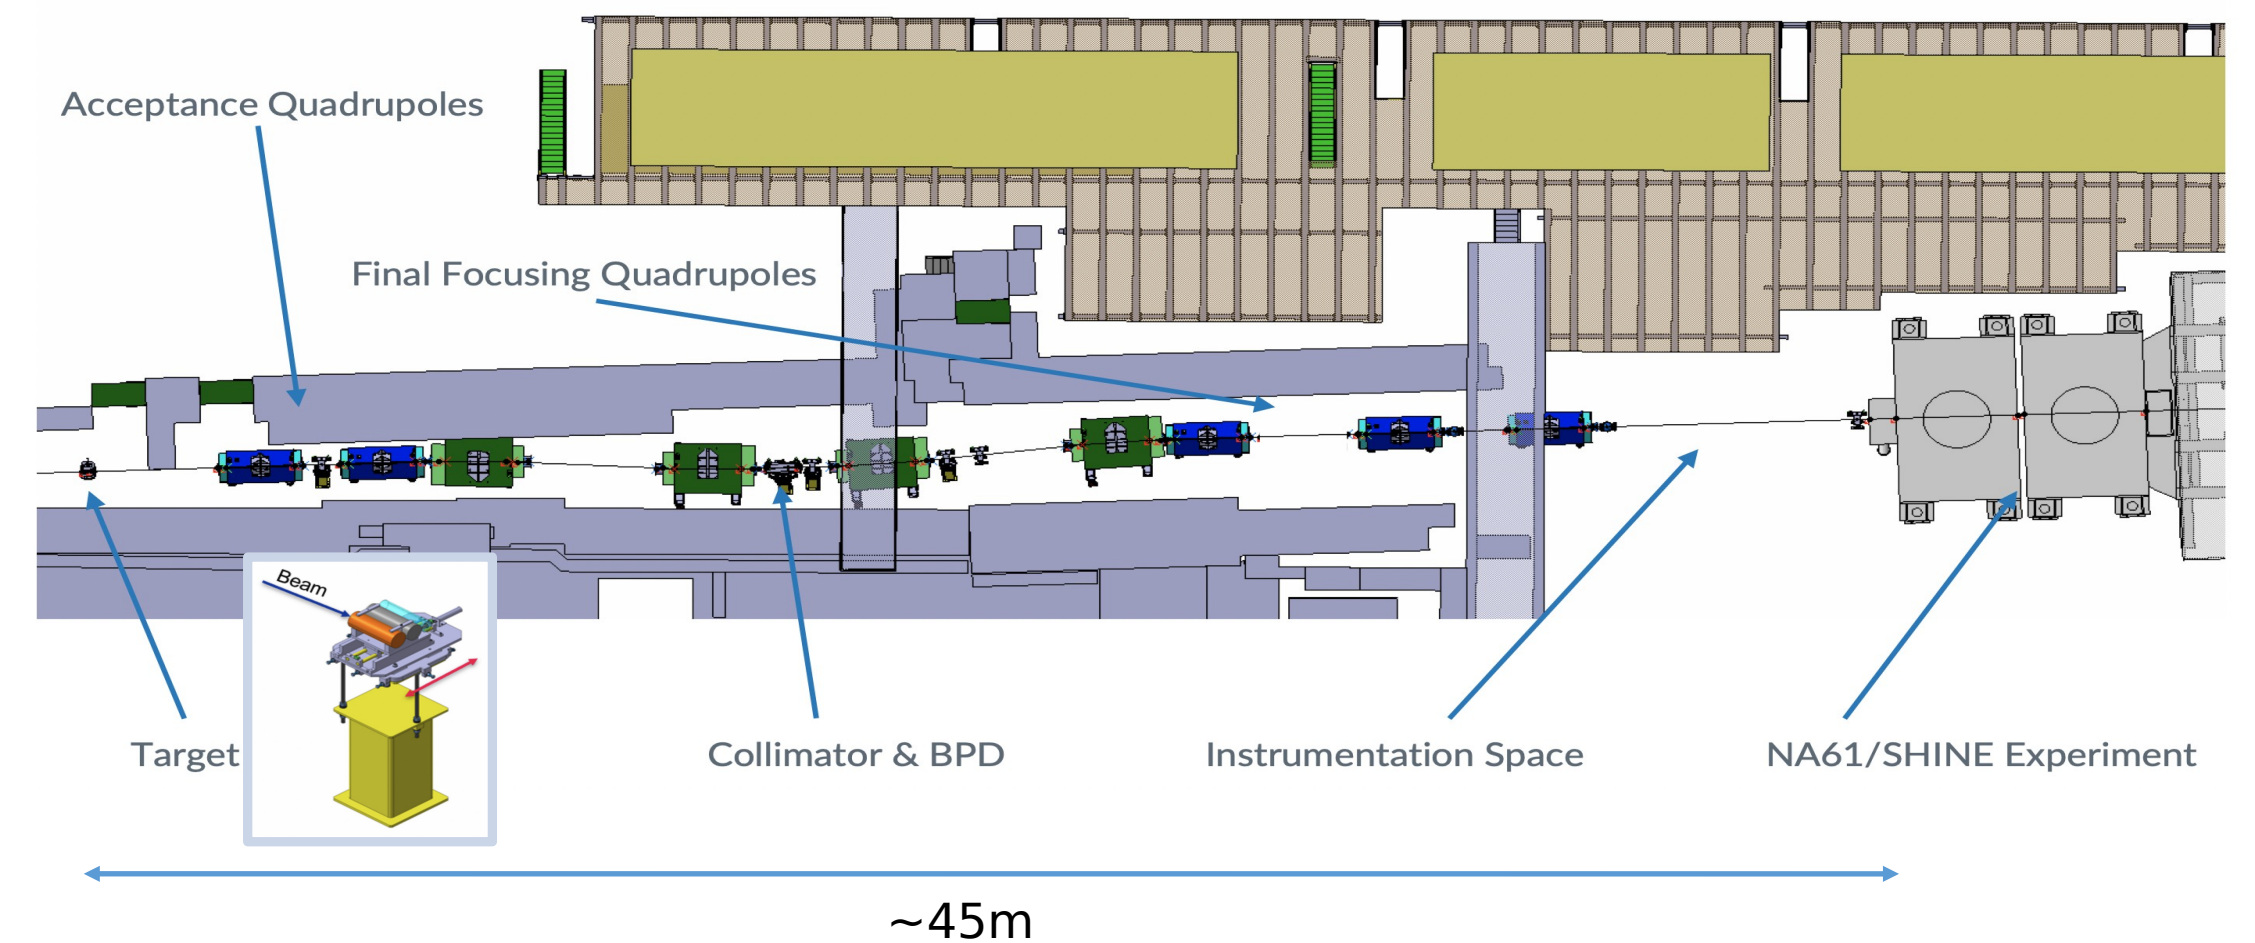 Acceptance Quadrupoles
Final Focusing Quadrupoles
Beam
Target
Collimator & BPD
Instrumentation Space
NA61/SHINE Experiment
~45m